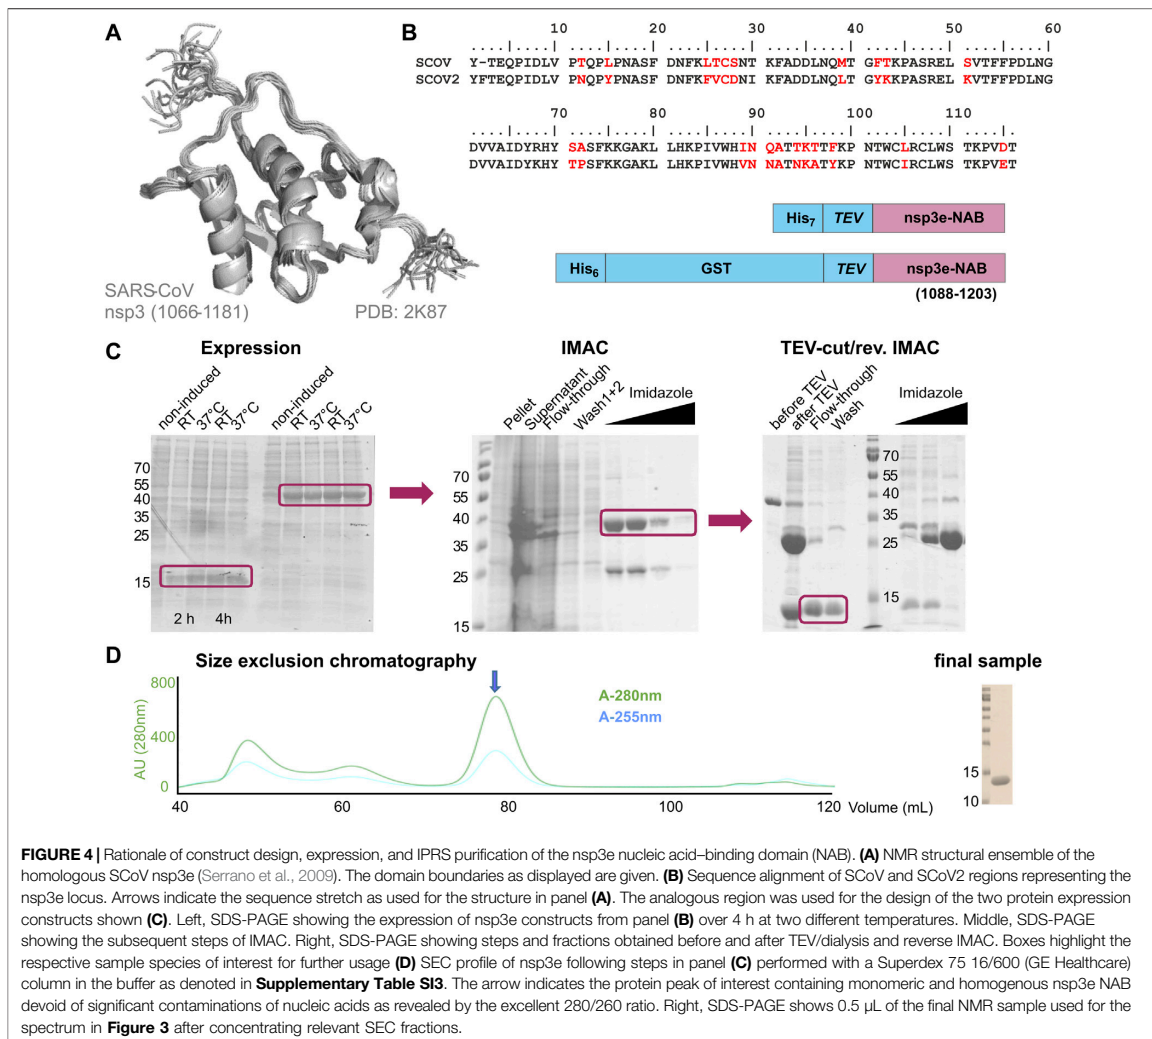 A
SARS-CoV
nsp3 (1066-1181)
PDB: 2K87
B
10 20 30 40 50 60
SCOV Y-TEQPIDLV PTQPLPNASF DNFKLTCSNT KFADDLNQMT GFTKPASREL SVTFFPDLNG
SCOV2 YFTEQPIDLV PNQPYPNASF DNFKFVCDNI KFADDLNQLT GYKKPASREL KVTFFPDLNG
70 80 90 100 110
DVVAIDYRHY SASFKKGAKL LHKPIVWHIN QATTKTTFKP NTWCLRCLWS TKPVDT
DVVAIDYRHY TPSFKKGAKL LHKPIVWHVN NATNKATYKP NTWCIRCLWS TKPVET
His7 TEV nsp3e-NAB
His6 GST TEV nsp3e-NAB
(1088-1203)
C
Expression
non-induced RT 37°C RT 37°C non-induced RT 37°C RT 37°C
70
55
40
35
25
15
2 h 4h
IMAC
Pellet Supernatant Flow-through Wash1+2 Imidazole
70
55
40
35
25
15
TEV-cut/rev. IMAC
before TEV after TEV Flow-through Wash Imidazole
70
55
40
35
25
15
D
Size exclusion chromatography
AU (280nm)
800
400
0
A-280nm
A-255nm
40 60 80 100 120 Volume (mL)
final sample
15
10
FIGURE 4 | Rationale of construct design, expression, and IPRS purification of the nsp3e nucleic acid–binding domain (NAB). (A) NMR structural ensemble of the
homologous SCoV nsp3e (Serrano et al., 2009). The domain boundaries as displayed are given. (B) Sequence alignment of SCoV and SCoV2 regions representing the
nsp3e locus. Arrows indicate the sequence stretch as used for the structure in panel (A). The analogous region was used for the design of the two protein expression
constructs shown (C). Left, SDS-PAGE showing the expression of nsp3e constructs from panel (B) over 4 h at two different temperatures. Middle, SDS-PAGE
showing the subsequent steps of IMAC. Right, SDS-PAGE showing steps and fractions obtained before and after TEV/dialysis and reverse IMAC. Boxes highlight the
respective sample species of interest for further usage (D) SEC profile of nsp3e following steps in panel (C) performed with a Superdex 75 16/600 (GE Healthcare)
column in the buffer as denoted in Supplementary Table SI3. The arrow indicates the protein peak of interest containing monomeric and homogenous nsp3e NAB
devoid of significant contaminations of nucleic acids as revealed by the excellent 280/260 ratio. Right, SDS-PAGE shows 0.5 μL of the final NMR sample used for the
spectrum in Figure 3 after concentrating relevant SEC fractions.